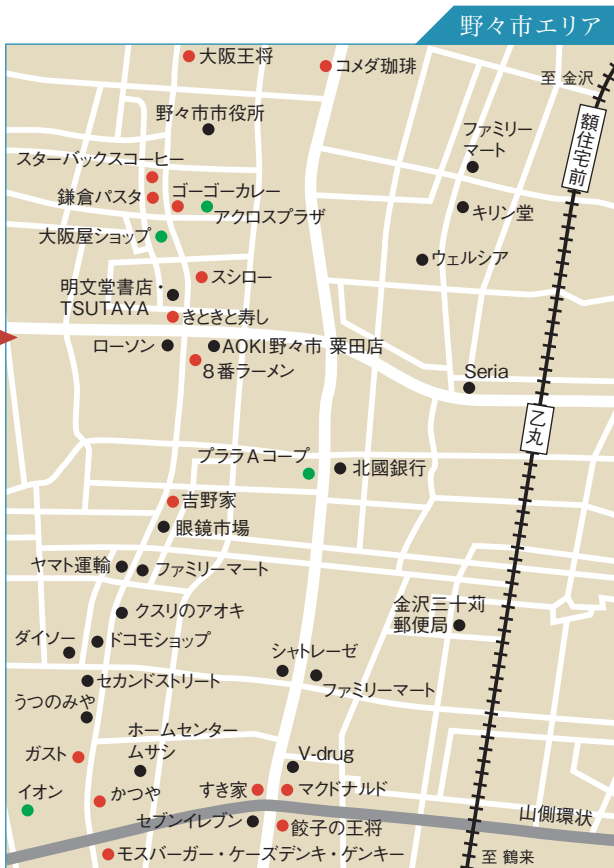 野々市エリア
大阪王将
コメダ珈琲
至 金沢
野々市市役所
額住宅前
ファミリー
マート
スターバックスコーヒー
鎌倉パスタ
ゴーゴーカレー
アクロスプラザ
キリン堂
大阪屋ショップ
ウェルシア
スシロー
明文堂書店・
TSUTAYA
きときと寿し
ローソン
AOKI野々市 粟田店
8番ラーメン
Seria
乙丸
プララAコープ
北國銀行
吉野家
眼鏡市場
ヤマト運輸
ファミリーマート
クスリのアオキ
金沢三十苅
郵便局
ダイソー
ドコモショップ
シャトレーゼ
セカンドストリート
ファミリーマート
うつのみや
ホームセンター
ムサシ
ガスト
V-drug
イオン
かつや
すき家
マクドナルド
山側環状
セブンイレブン
餃子の王将
モスバーガー・ケーズデンキ・ゲンキー
至 鶴来